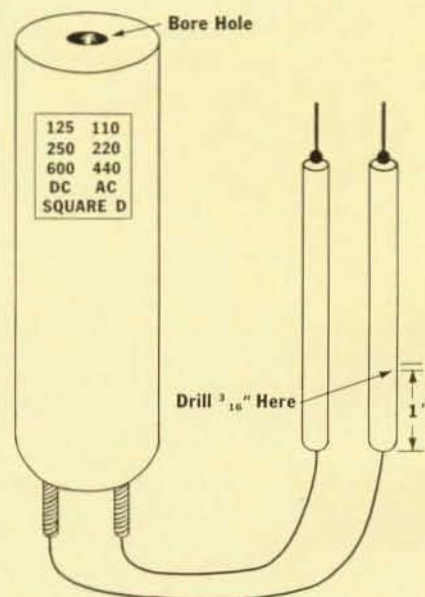 Bore Hole
125 110
250 220
600 440
DC AC
SQUARE D
Drill 3/16" Here
1"